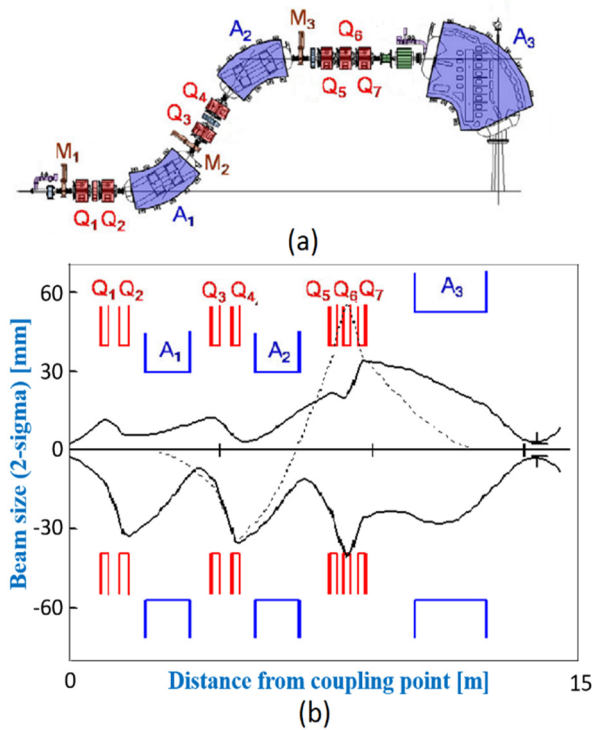 M₃ Q₆
A₂ A₃
Q₄ Q₅ Q₇
Q₃
M₁ M₂
Q₁ Q₂ A₁
(a)
Beam size (2-sigma) [mm]
60
Q₁ Q₂ Q₃ Q₄ Q₅ Q₆ Q₇ A₃
A₁ A₂
30
0
-30
-60
0 Distance from coupling point [m] 15
(b)